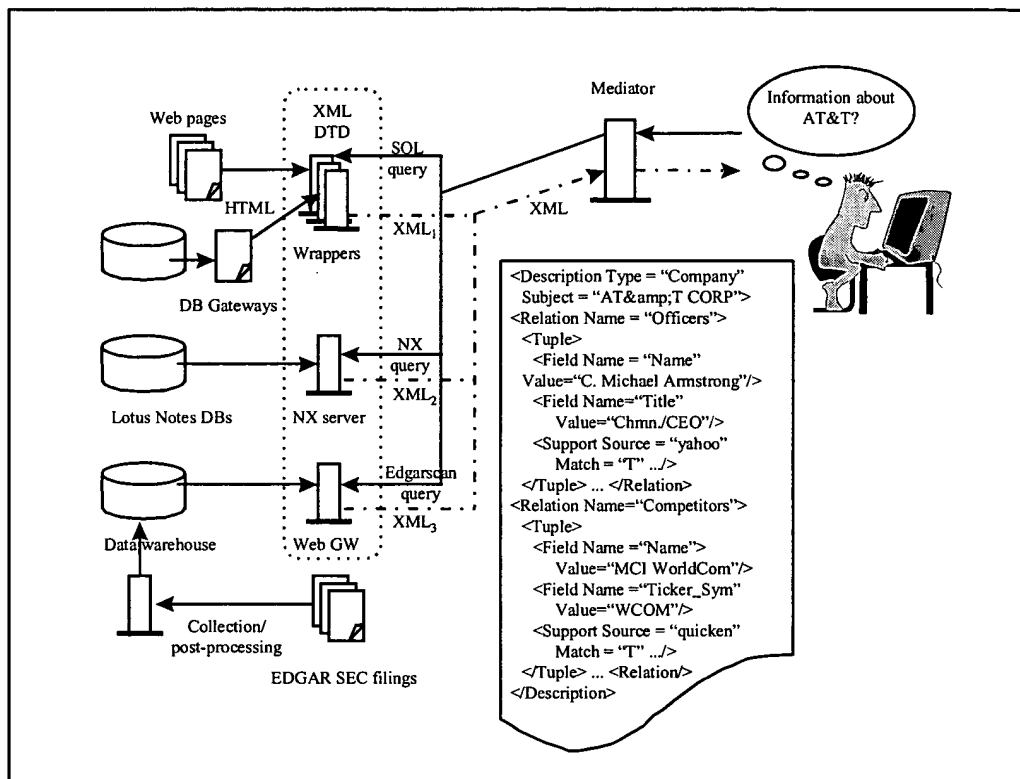 Information about
AT&T?
Mediator
Web pages
XML
DTD
SOL
query
HTML
XML1
XML
Wrappers
DB Gateways
NX
query
Lotus Notes DBs
NX server
XML2
Edgarscan
query
Data warehouse
Web GW
XML3
Collection/
post-processing
EDGAR SEC filings
<Description Type = “Company”
Subject = “AT&amp;T CORP”>
<Relation Name = “Officers”>
<Tuple>
<Field Name = “Name”
Value=“C. Michael Armstrong”/>
<Field Name=“Title”
Value=“Chmn./CEO”/>
<Support Source = “yahoo”
Match = “T” .../>
</Tuple> ... </Relation>
<Relation Name=“Competitors”>
<Tuple>
<Field Name =“Name”>
Value=“MCI WorldCom”/>
<Field Name =“Ticker_Sym”
Value=“WCOM”/>
<Support Source = “quicken”
Match = “T” .../>
</Tuple> ... <Relation/>
</Description>